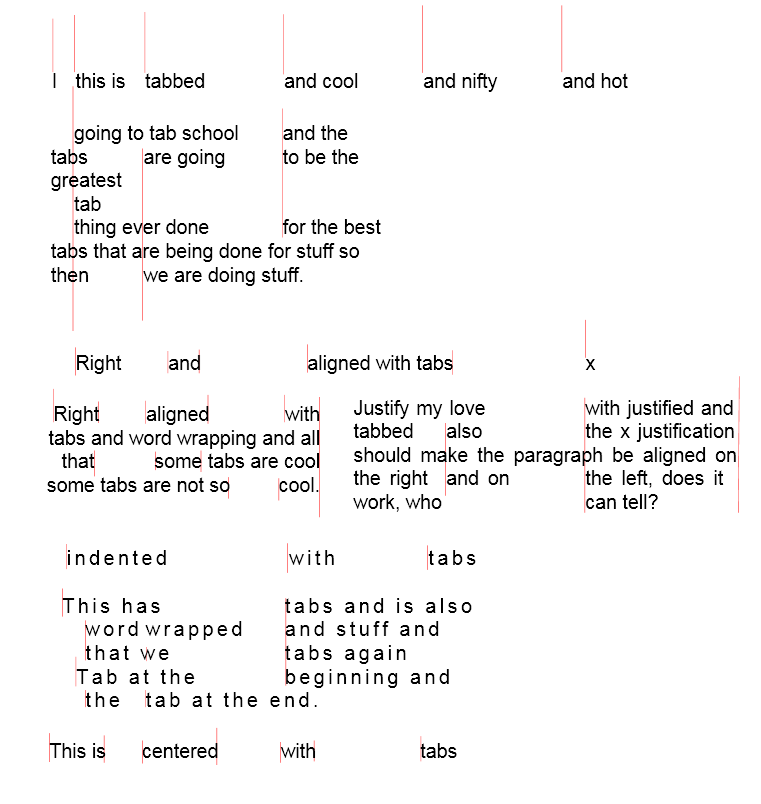 I this is tabbed and cool and nifty and hot
going to tab school and the
tabs are going to be the
greatest
tab
thing ever done for the best
tabs that are being done for stuff so
then we are doing stuff.
Right and aligned with tabs x
Right aligned with
tabs and word wrapping and all
that some tabs are cool
some tabs are not so cool.
Justify my love with justified and
tabbed also the x justification
should make the paragraph be aligned on
the right and on the left, does it
work, who can tell?
indented with tabs
This has tabs and is also
word wrapped and stuff and
that we tabs again
Tab at the beginning and
the tab at the end.
This is centered with tabs